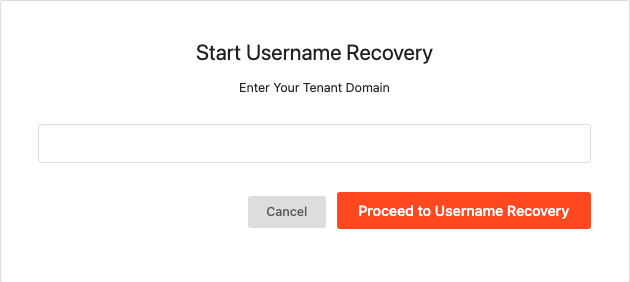 Start Username Recovery
Enter Your Tenant Domain
Cancel
Proceed to Username Recovery